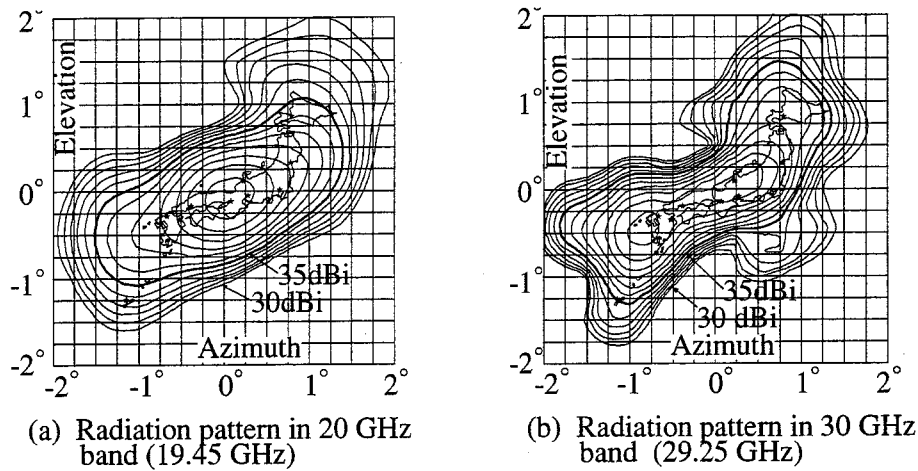 2°
1°
0°
-1°
-2°
Elevation
35dBi
30dBi
Azimuth
-2°
-1°
0°
1°
2°
(a) Radiation pattern in 20 GHz
band (19.45 GHz)
2°
1°
0°
-1°
-2°
Elevation
35dBi
30 dBi
Azimuth
-2°
-1°
0°
1°
2°
(b) Radiation pattern in 30 GHz
band (29.25 GHz)